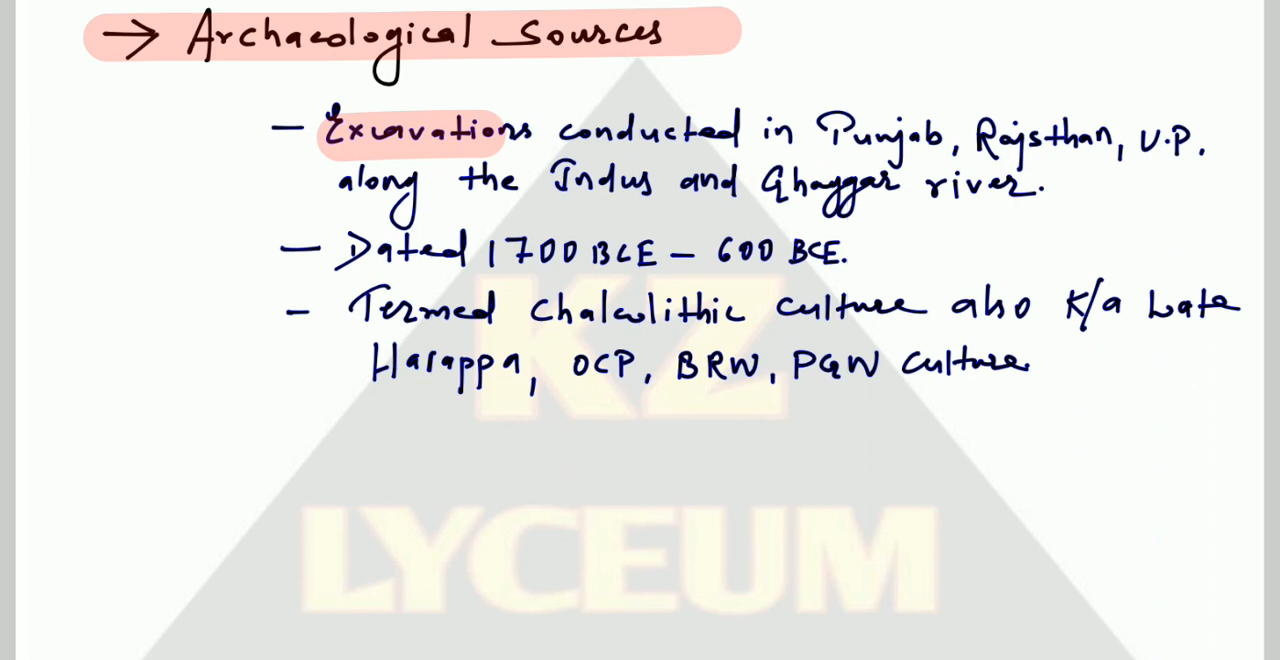 → Archaeological Sources
– Excavations conducted in Punjab, Rajsthan, U.P.
along the Indus and Ghaggar river.
– Dated 1700 BCE – 600 BCE.
– Termed Chalcolithic culture also K/a Late
Harappa, OCP, BRW, PGW culture
KZ
LYCEUM